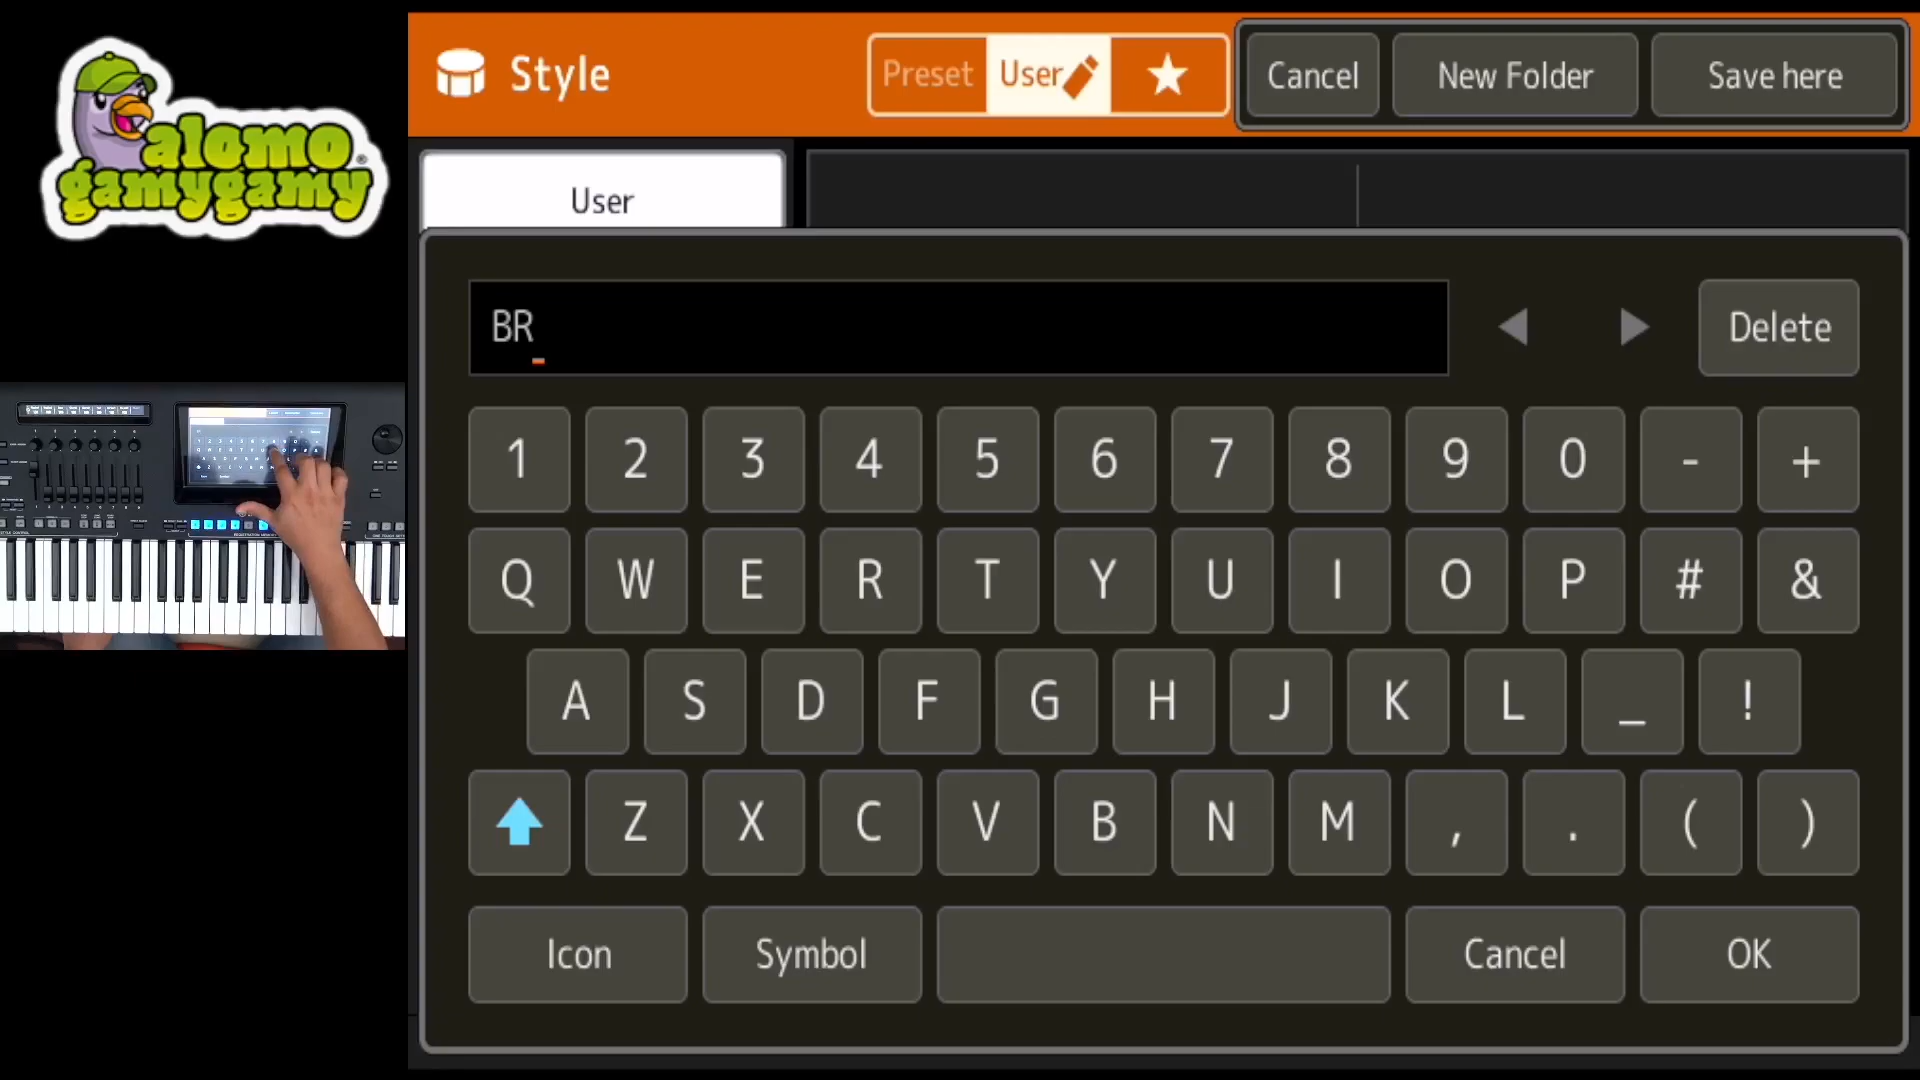 alomo
gamygamy®
Style
Preset User
Cancel New Folder Save here
User
BR
Delete
1 2 3 4 5 6 7 8 9 0 - +
Q W E R T Y U I O P # &
A S D F G H J K L _ !
Z X C V B N M , . ( )
Icon Symbol Cancel OK